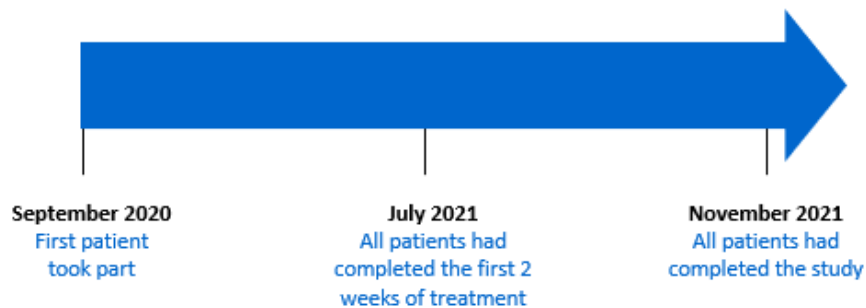 September 2020
First patient
took part
July 2021
All patients had
completed the first 2
weeks of treatment
November 2021
All patients had
completed the study